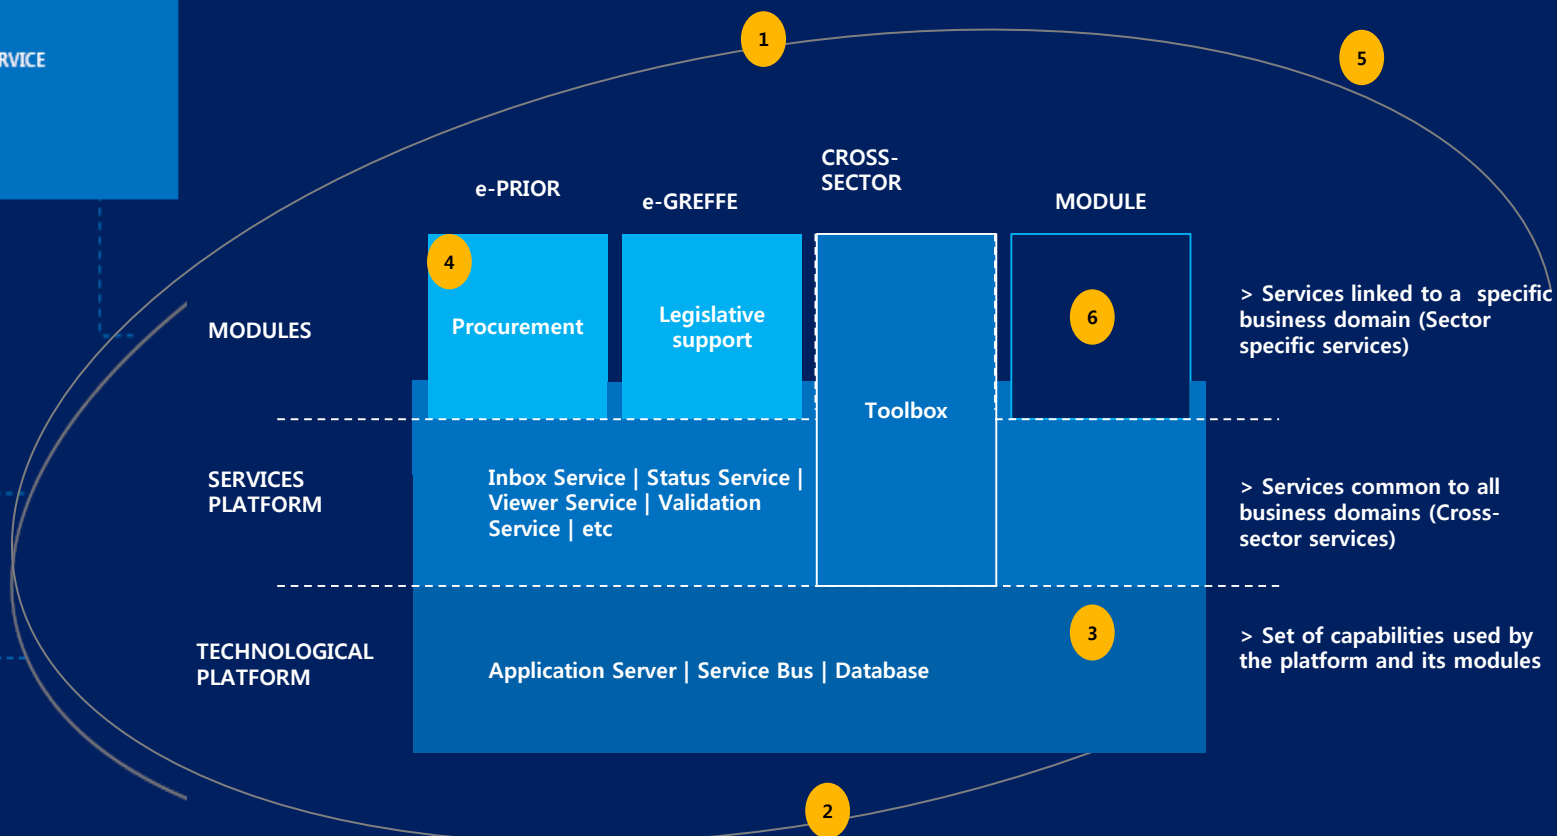 RVICE
1
5
e-PRIOR
e-GREFFE
CROSS-
SECTOR
MODULE
4
Procurement
Legislative
support
Toolbox
6
MODULES
> Services linked to a specific
business domain (Sector
specific services)
SERVICES
PLATFORM
Inbox Service | Status Service |
Viewer Service | Validation
Service | etc
> Services common to all
business domains (Cross-
sector services)
TECHNOLOGICAL
PLATFORM
Application Server | Service Bus | Database
3
> Set of capabilities used by
the platform and its modules
2